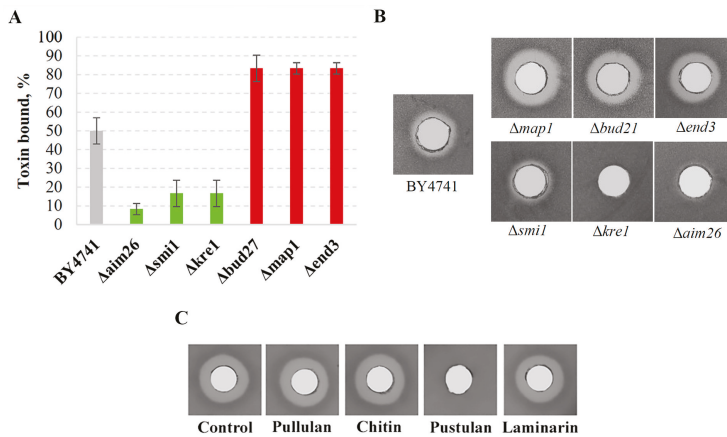 A
Toxin bound, %
100
90
80
70
60
50
40
30
20
10
0
BY4741
Δaim26
Δsmi1
Δkre1
Δbud27
Δmap1
Δend3
B
BY4741
Δmap1 Δbud21 Δend3
Δsmi1 Δkre1 Δaim26
C
Control Pullulan Chitin Pustulan Laminarin